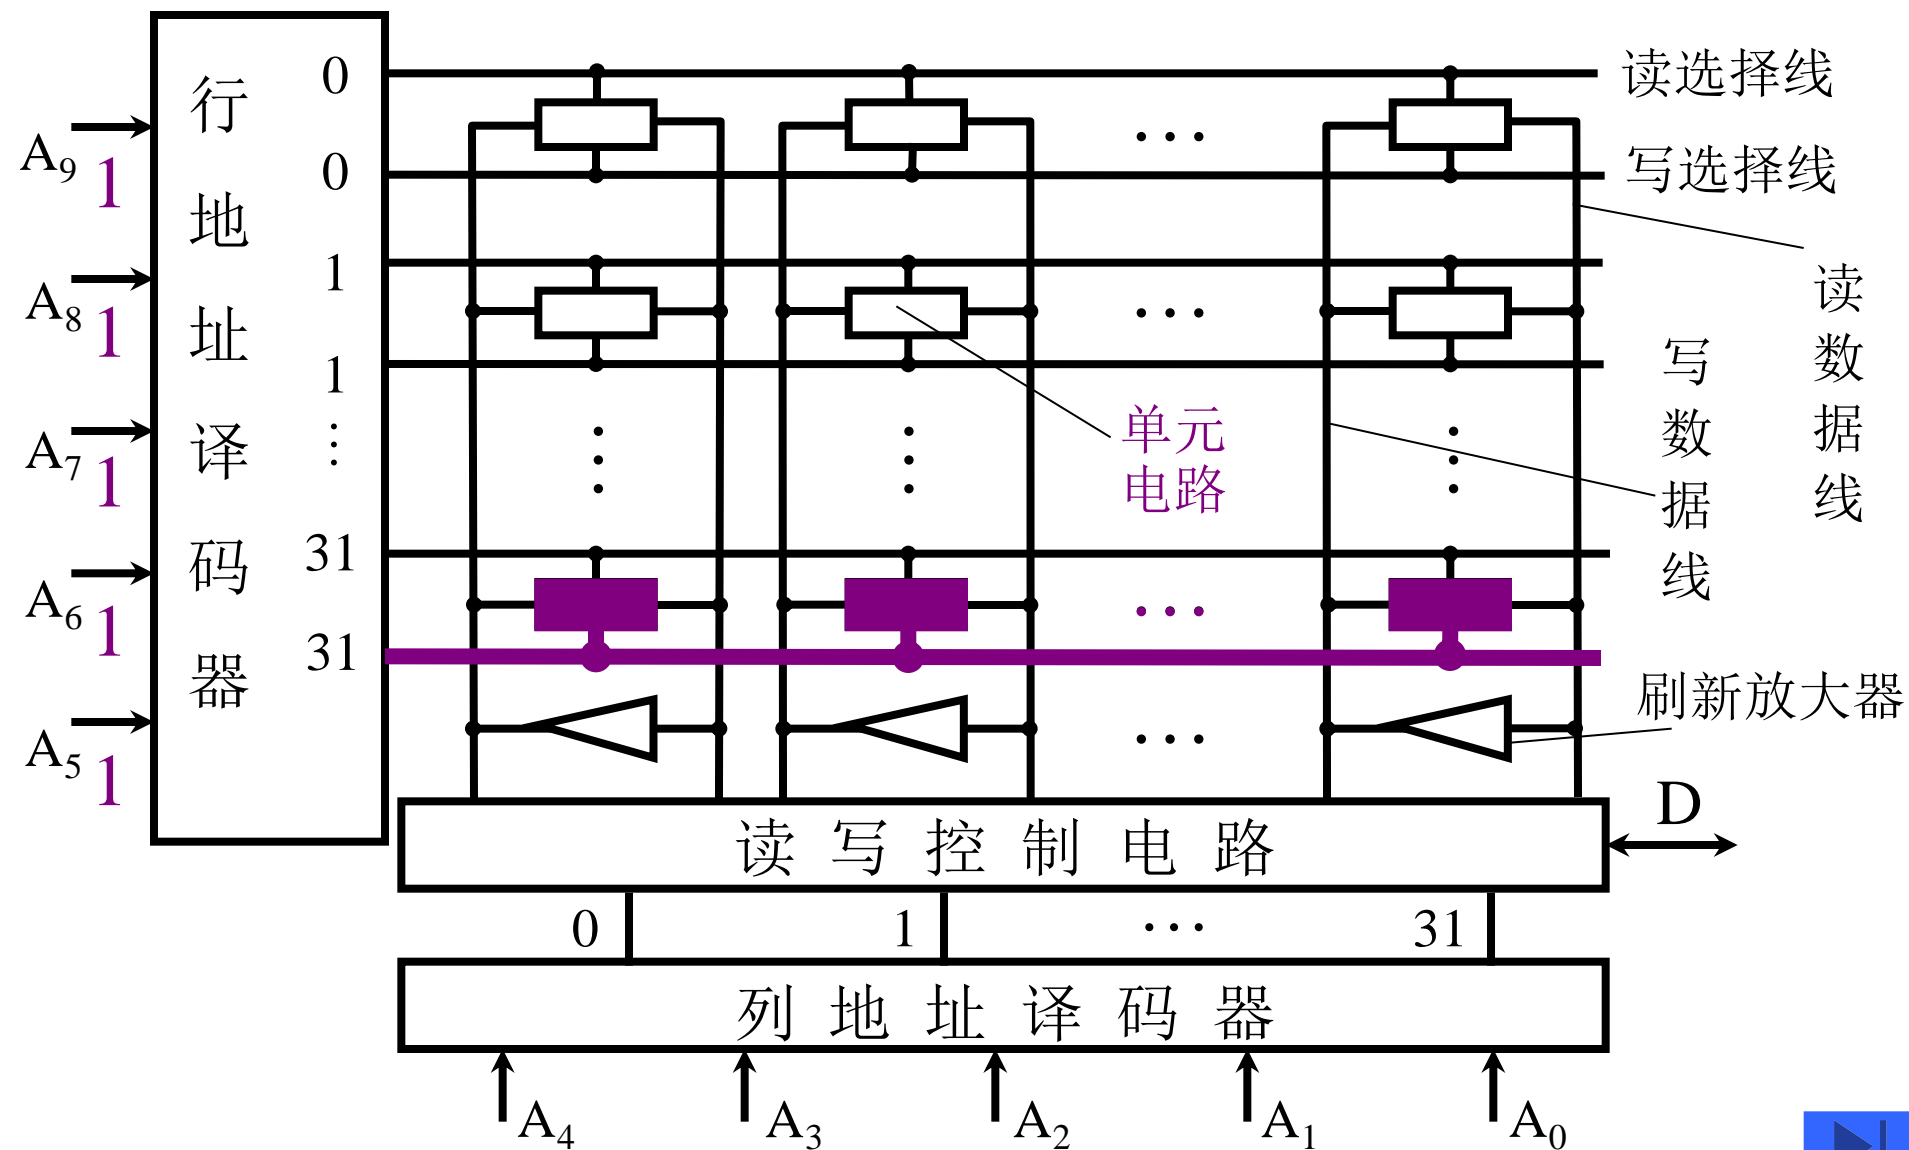 行地址译码器
0
0
1
1
⋮
31
31
A9 1
A8 1
A7 1
A6 1
A5 1
读选择线
写选择线
…
…
单元
电路
读数据线
写数据线
…
刷新放大器
…
D
读写控制电路
0 1 … 31
列地址译码器
A4 A3 A2 A1 A0